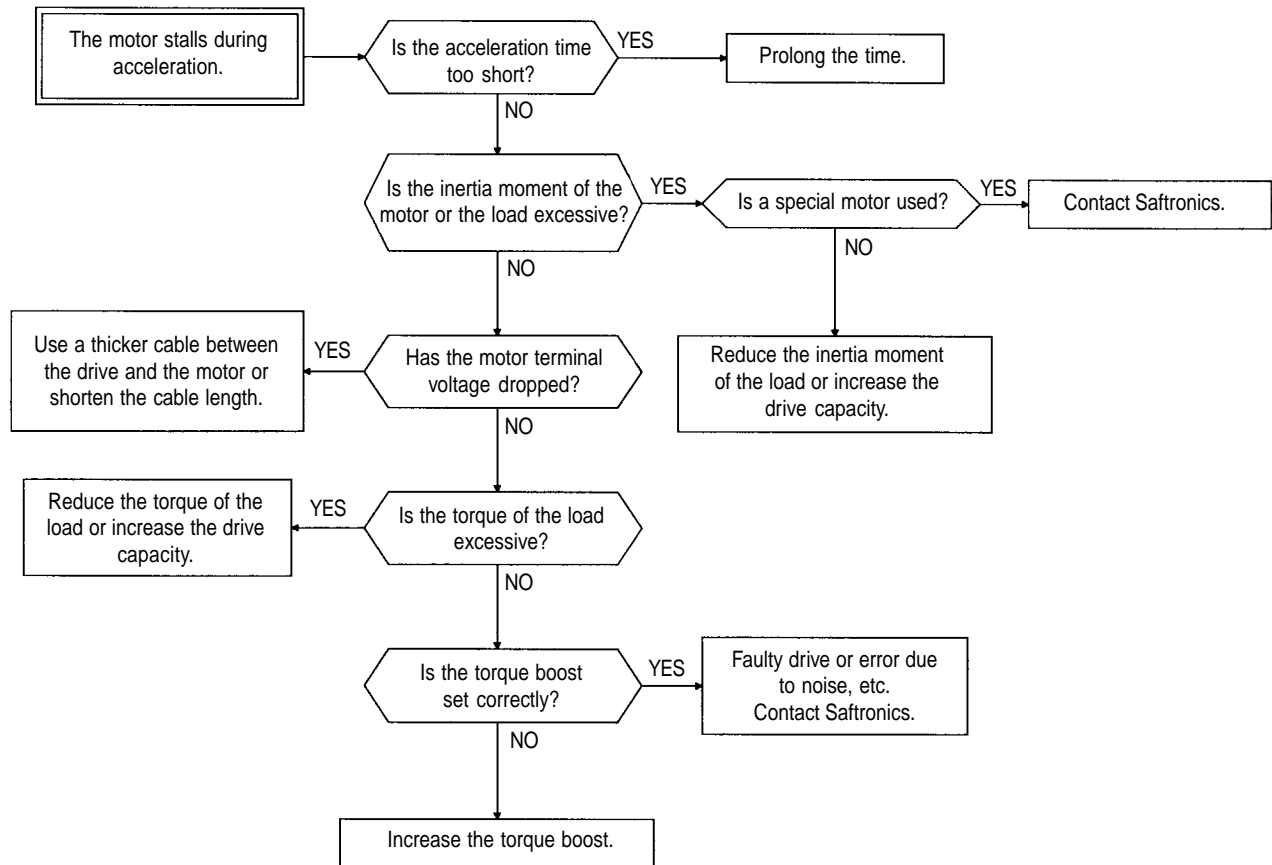 The motor stalls during
acceleration.
Is the acceleration time
too short?
YES
Prolong the time.
NO
Is the inertia moment of the
motor or the load excessive?
YES
Is a special motor used?
YES
Contact Saftronics.
NO
NO
Use a thicker cable between
the drive and the motor or
shorten the cable length.
YES
Has the motor terminal
voltage dropped?
Reduce the inertia moment
of the load or increase the
drive capacity.
NO
Reduce the torque of the
load or increase the drive
capacity.
YES
Is the torque of the load
excessive?
NO
Is the torque boost
set correctly?
YES
Faulty drive or error due
to noise, etc.
Contact Saftronics.
NO
Increase the torque boost.